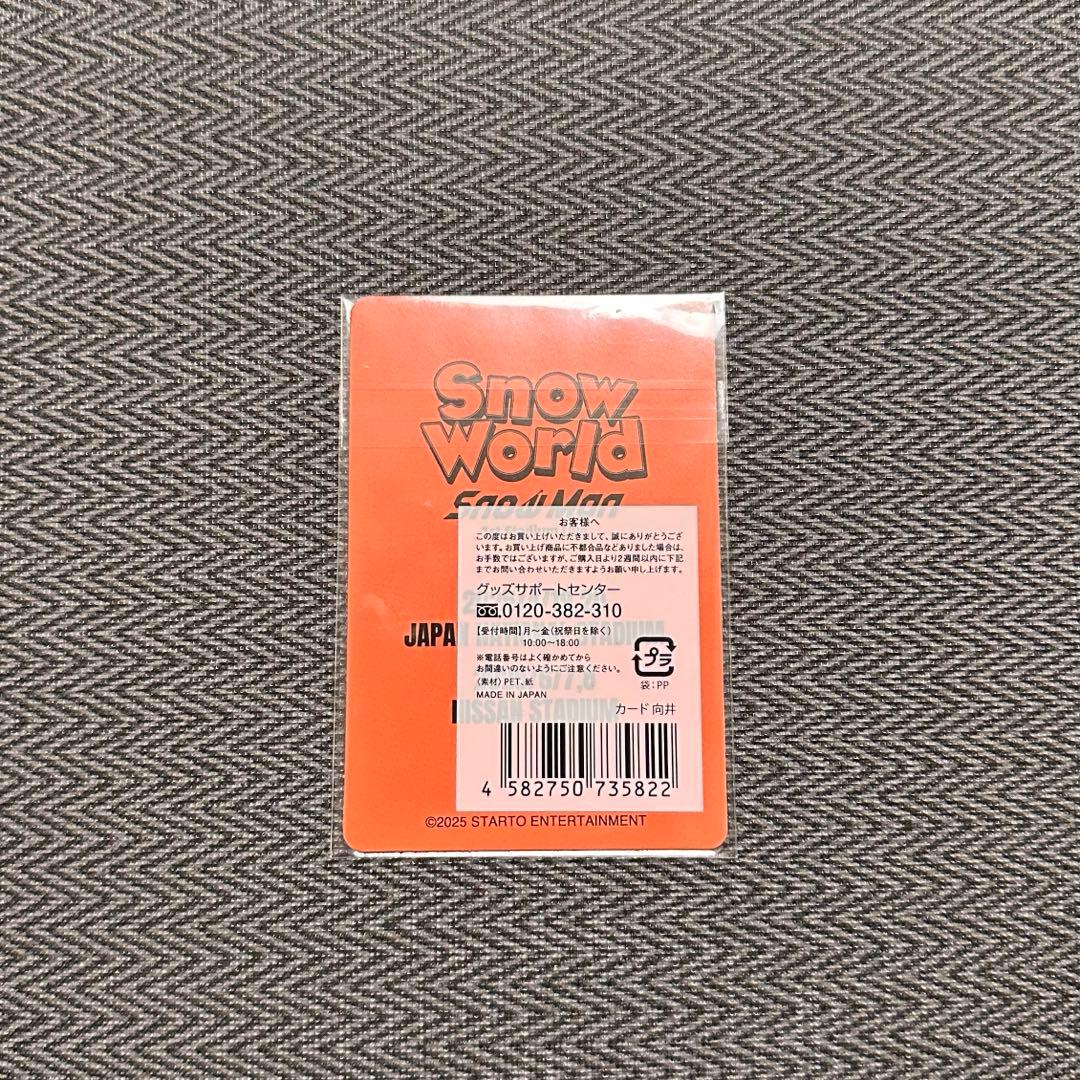 Snow
World
Snow Man
お客様へ
この度はお買い上げいただきまして、誠にありがとうござ
います。お買い上げ商品に不都合品などありました場合は、
お手数ではございますが、ご購入日より2週間以内に下記
までお問い合わせいただきますようお願い申し上げます。
グッズサポートセンター
0120-382-310
【受付時間】月〜金(祝祭日を除く)
10:00〜18:00
JAPAN NATIONAL STADIUM
※電話番号はよく確かめてから
お間違いのないようにご注意ください。
プラ
袋:PP
〈素材〉PET、紙
MADE IN JAPAN
カード 向井
NISSAN STADIUM
4 582750 735822
©2025 STARTO ENTERTAINMENT